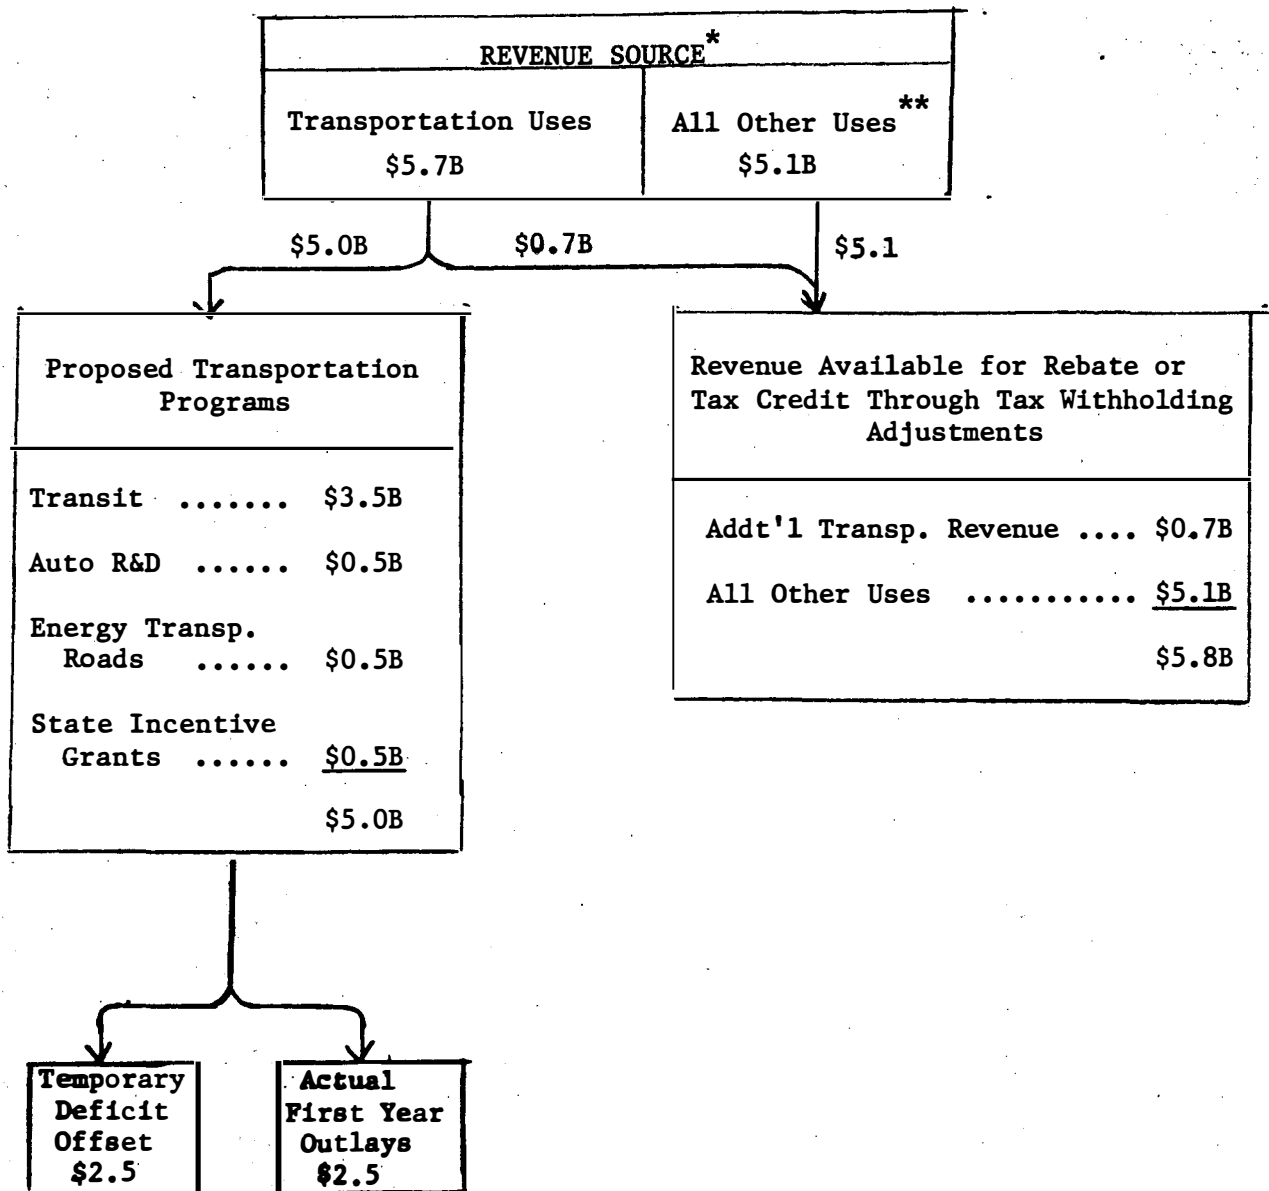 REVENUE SOURCE*
Transportation Uses
$5.7B
All Other Uses**
$5.1B
$5.0B
$0.7B
$5.1
Proposed Transportation
Programs
Transit ....... $3.5B
Auto R&D ...... $0.5B
Energy Transp.
Roads ...... $0.5B
State Incentive
Grants ...... $0.5B
$5.0B
Revenue Available for Rebate or
Tax Credit Through Tax Withholding
Adjustments
Addt'l Transp. Revenue .... $0.7B
All Other Uses ........... $5.1B
$5.8B
Temporary
Deficit
Offset
$2.5
Actual
First Year
Outlays
$2.5